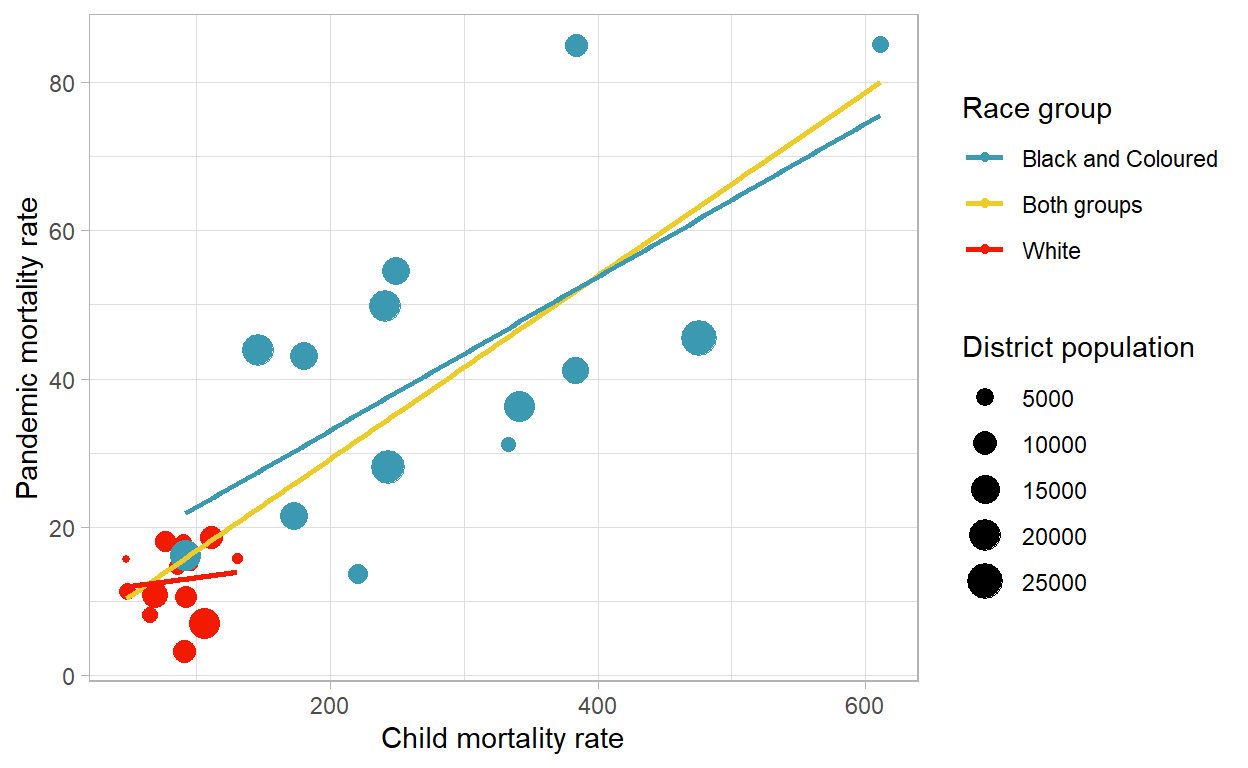 80
60
40
20
0
Pandemic mortality rate
200 400 600
Child mortality rate
Race group
Black and Coloured
Both groups
White
District population
5000
10000
15000
20000
25000